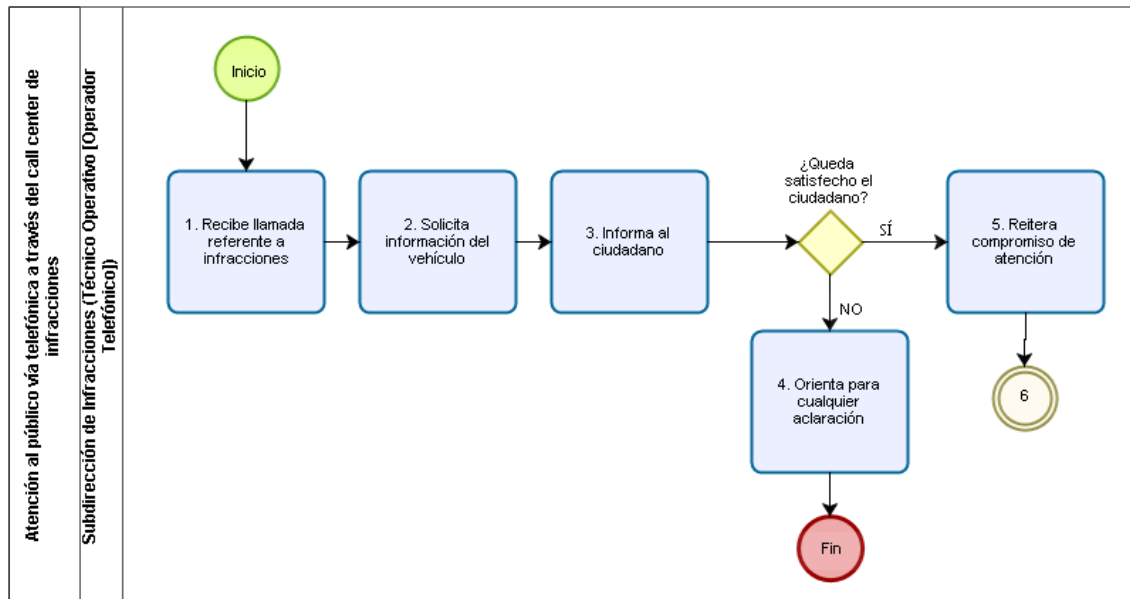 Atención al público vía telefónica a través del call center de
infracciones
Subdirección de Infracciones (Técnico Operativo [Operador
Telefónico])
Inicio
1. Recibe llamada
referente a
infracciones
2. Solicita
información del
vehículo
3. Informa al
ciudadano
¿Queda
satisfecho el
ciudadano?
SÍ
5. Reitera
compromiso de
atención
NO
4. Orienta para
cualquier
aclaración
6
Fin